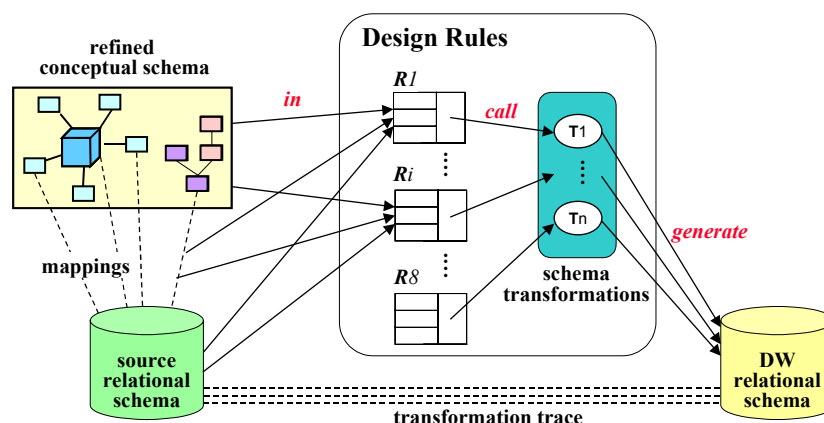 refined
conceptual schema
Design Rules
R1
in
call
T1
Ri
Tn
generate
mappings
schema
transformations
R8
source
relational
schema
DW
relational
schema
transformation trace